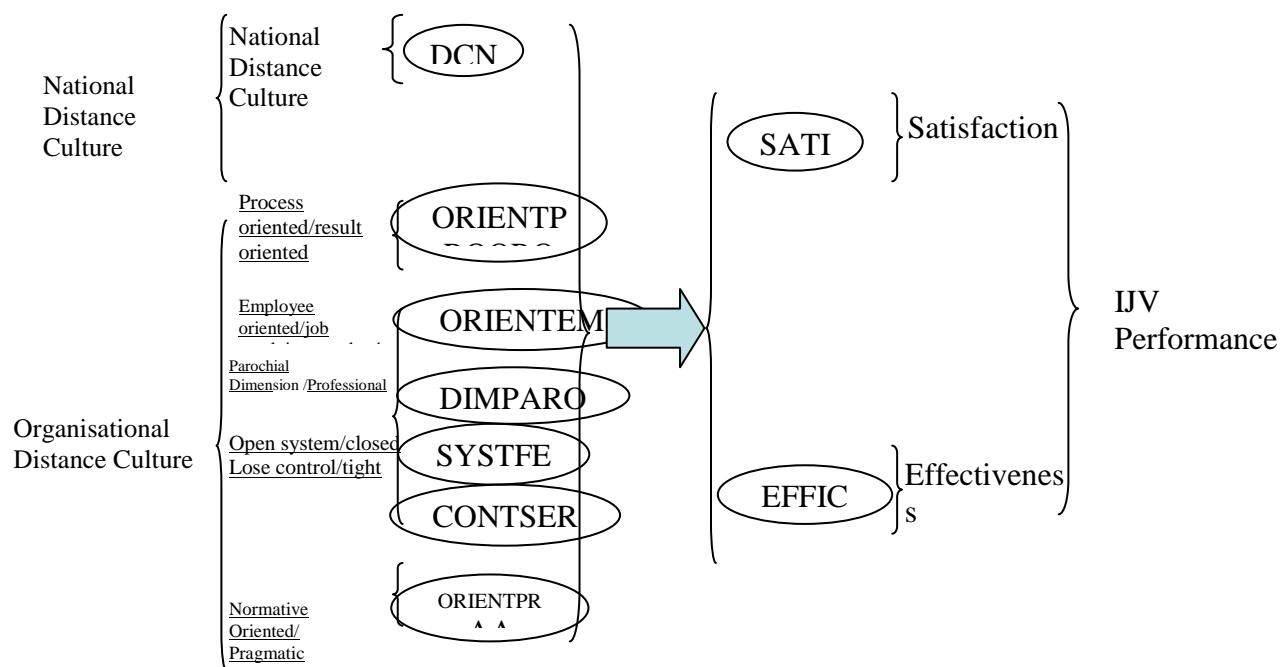 National
Distance
Culture
National
Distance
Culture
DCN
Process
oriented/result
oriented
ORIENTP
Employee
oriented/job
ORIENTEM
Parochial
Dimension /Professional
DIMPARO
Organisational
Distance Culture
Open system/closed
Lose control/tight
SYSTFE
CONTSER
Normative
Oriented/
Pragmatic
ORIENTPR
SATI
Satisfaction
EFFIC
Effectivenes
s
IJV
Performance